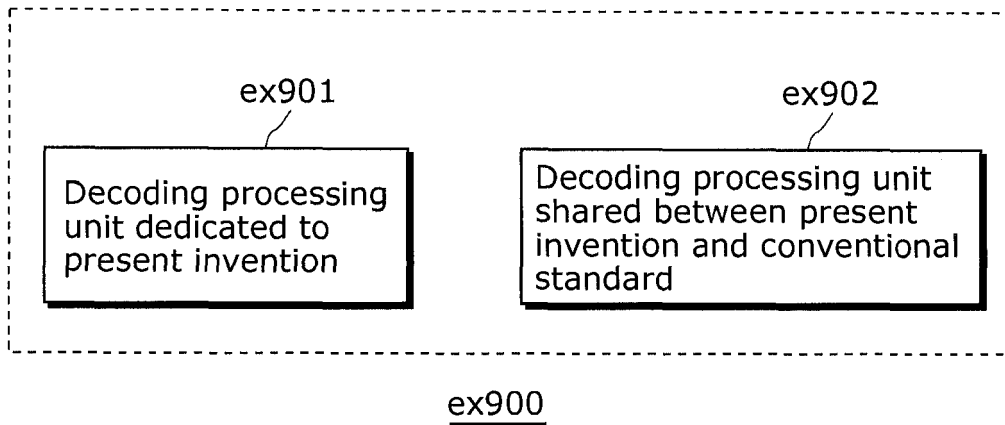 ex901
Decoding processing
unit dedicated to
present invention
ex902
Decoding processing unit
shared between present
invention and conventional
standard
ex900